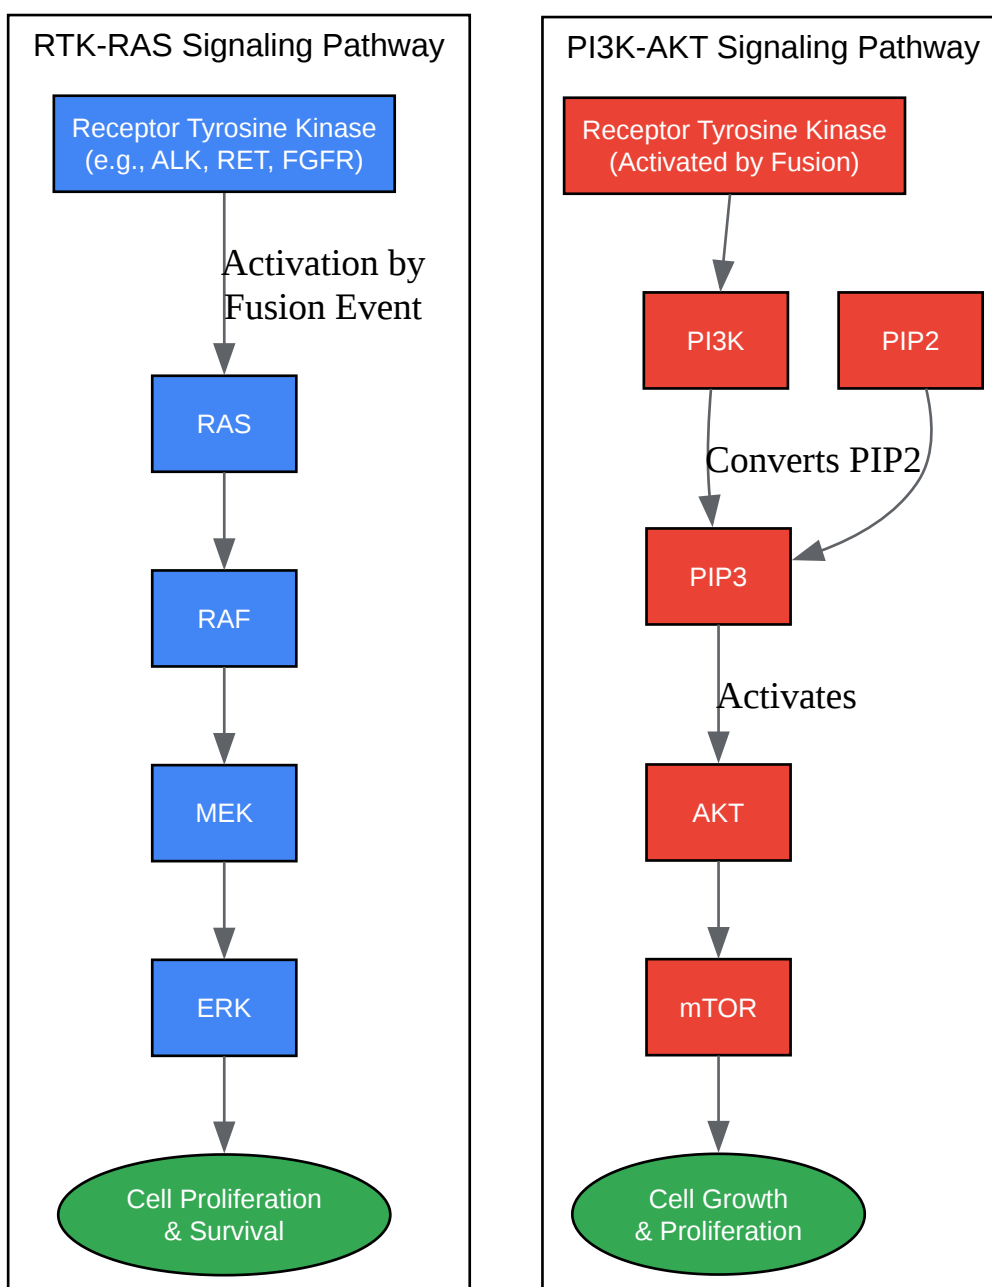 RTK-RAS Signaling Pathway
Receptor Tyrosine Kinase
(e.g., ALK, RET, FGFR)
Activation by
Fusion Event
RAS
RAF
MEK
ERK
Cell Proliferation
& Survival
PI3K-AKT Signaling Pathway
Receptor Tyrosine Kinase
(Activated by Fusion)
PI3K
PIP2
Converts PIP2
PIP3
Activates
AKT
mTOR
Cell Growth
& Proliferation